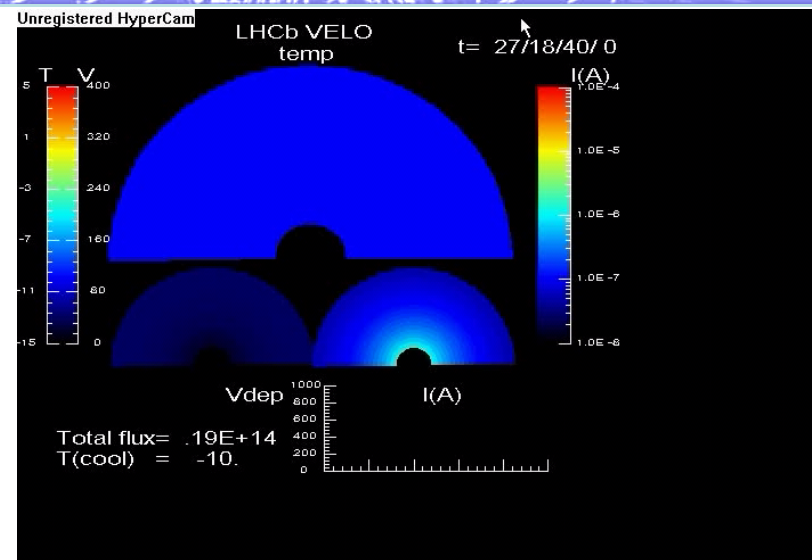 Unregistered HyperCam
LHCb VELO
temp
t= 27/18/40/ 0
T V
I(A)
5 400
1 320
-3 240
-7 160
-11 80
-15 0
1.0E -4
1.0E -5
1.0E -6
1.0E -7
1.0E -8
Vdep
I(A)
1000
800
600
400
200
0
Total flux= .19E+14
T(cool) = -10.